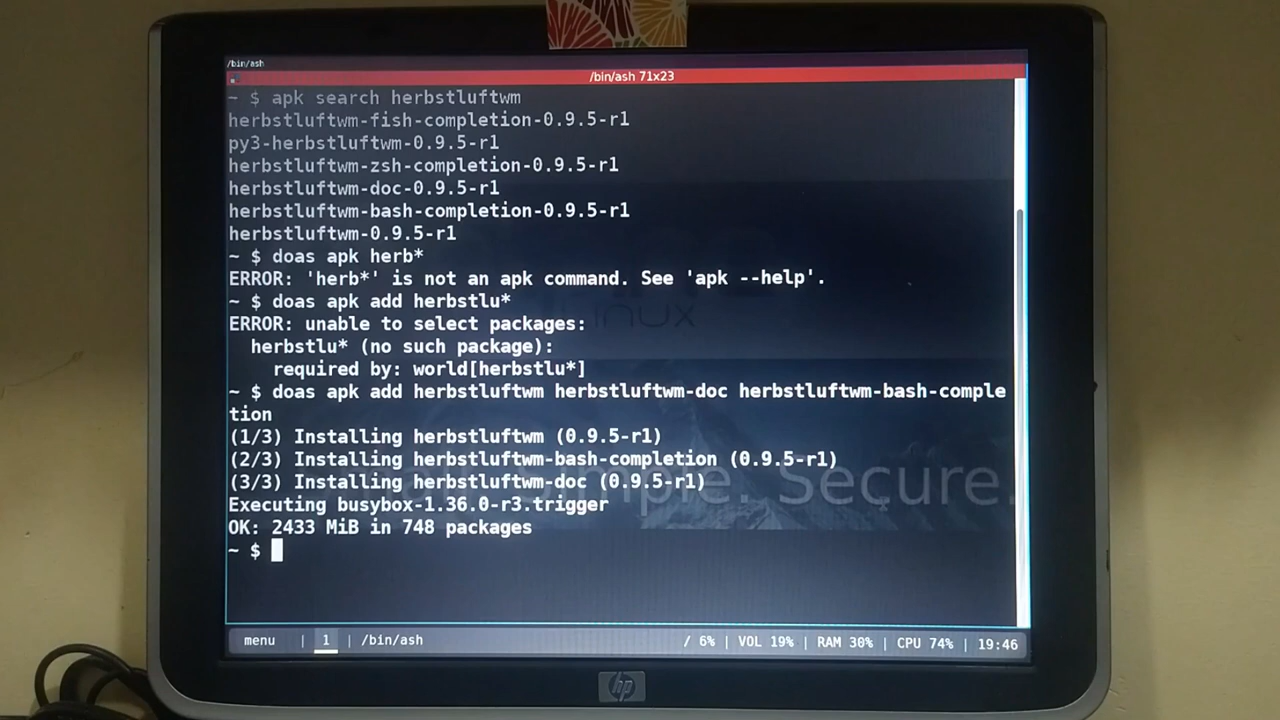 /bin/ash
/bin/ash 71x23
~ $ apk search herbstluftwm
herbstluftwm-fish-completion-0.9.5-r1
py3-herbstluftwm-0.9.5-r1
herbstluftwm-zsh-completion-0.9.5-r1
herbstluftwm-doc-0.9.5-r1
herbstluftwm-bash-completion-0.9.5-r1
herbstluftwm-0.9.5-r1
~ $ doas apk herb*
ERROR: 'herb*' is not an apk command. See 'apk --help'.
~ $ doas apk add herbstlu*
ERROR: unable to select packages:
herbstlu* (no such package):
required by: world[herbstlu*]
~ $ doas apk add herbstluftwm herbstluftwm-doc herbstluftwm-bash-comple
tion
(1/3) Installing herbstluftwm (0.9.5-r1)
(2/3) Installing herbstluftwm-bash-completion (0.9.5-r1)
(3/3) Installing herbstluftwm-doc (0.9.5-r1)
Simple. Secure.
Executing busybox-1.36.0-r3.trigger
OK: 2433 MiB in 748 packages
~ $
menu | 1 | /bin/ash / 6% | VOL 19% | RAM 30% | CPU 74% | 19:46
hp